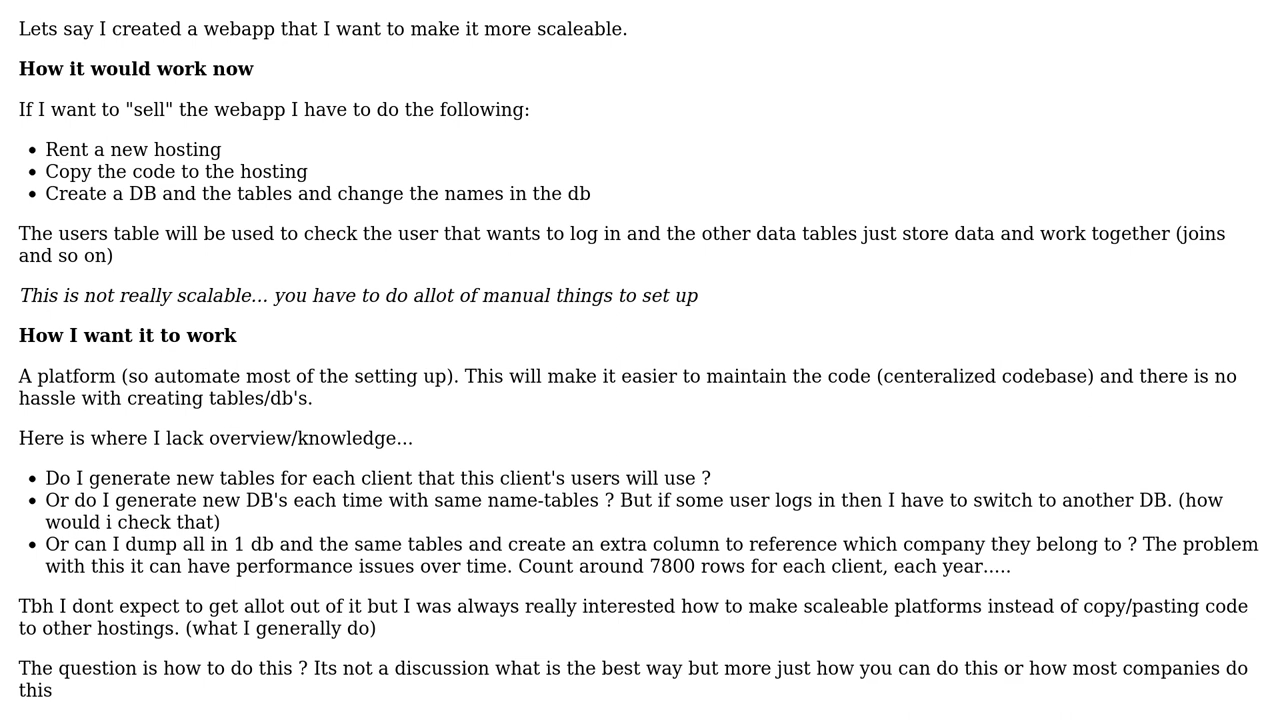 Lets say I created a webapp that I want to make it more scaleable.
How it would work now
If I want to "sell" the webapp I have to do the following:
• Rent a new hosting
• Copy the code to the hosting
• Create a DB and the tables and change the names in the db
The users table will be used to check the user that wants to log in and the other data tables just store data and work together (joins
and so on)
This is not really scalable... you have to do allot of manual things to set up
How I want it to work
A platform (so automate most of the setting up). This will make it easier to maintain the code (centeralized codebase) and there is no
hassle with creating tables/db's.
Here is where I lack overview/knowledge...
• Do I generate new tables for each client that this client's users will use ?
• Or do I generate new DB's each time with same name-tables ? But if some user logs in then I have to switch to another DB. (how
would i check that)
• Or can I dump all in 1 db and the same tables and create an extra column to reference which company they belong to ? The problem
with this it can have performance issues over time. Count around 7800 rows for each client, each year.....
Tbh I dont expect to get allot out of it but I was always really interested how to make scaleable platforms instead of copy/pasting code
to other hostings. (what I generally do)
The question is how to do this ? Its not a discussion what is the best way but more just how you can do this or how most companies do
this